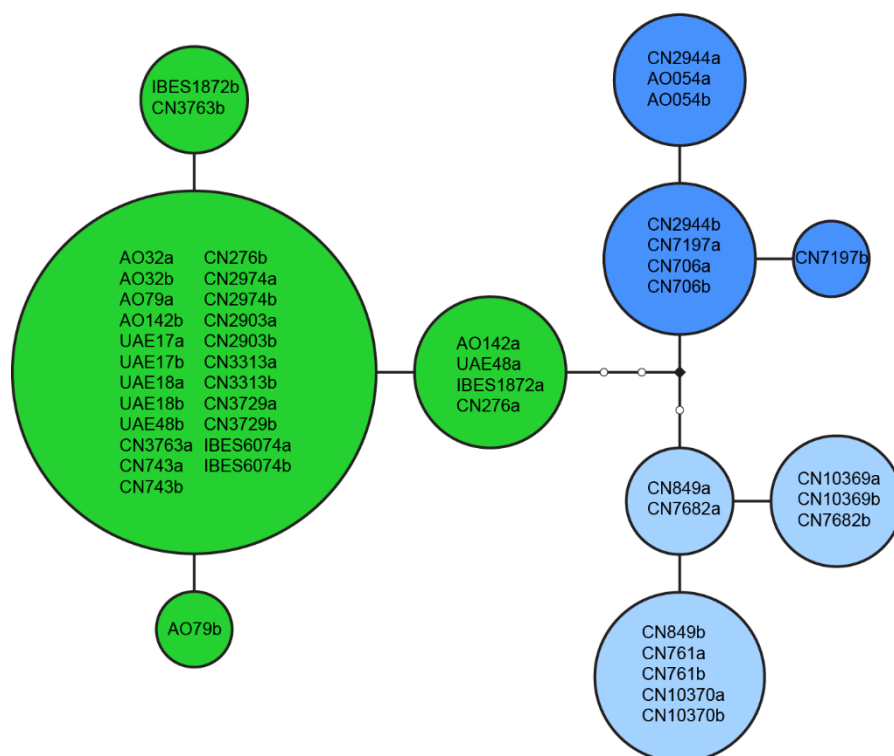 IBES1872b
CN3763b
CN2944a
AO054a
AO054b
CN2944b
CN7197a
CN706a
CN706b
CN7197b
AO32a CN276b
AO32b CN2974a
AO79a CN2974b
AO142b CN2903a
UAE17a CN2903b
UAE17b CN3313a
UAE18a CN3313b
UAE18b CN3729a
UAE48b CN3729b
CN3763a IBES6074a
CN743a IBES6074b
CN743b
AO142a
UAE48a
IBES1872a
CN276a
CN849a
CN7682a
CN10369a
CN10369b
CN7682b
AO79b
CN849b
CN761a
CN761b
CN10370a
CN10370b